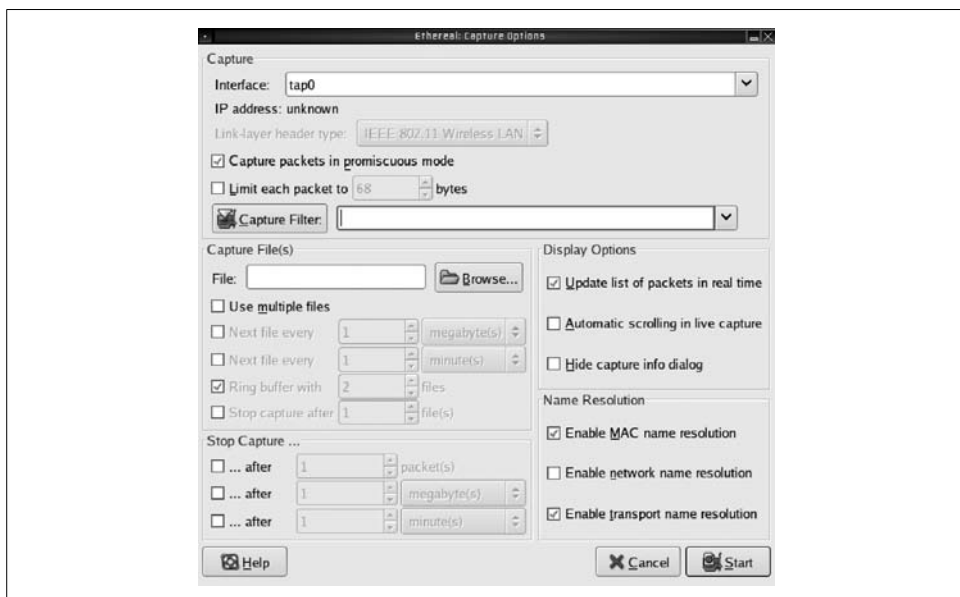 Ethereal: Capture Options
Capture
Interface: tap0
IP address: unknown
Link-layer header type: IEEE 802.11 Wireless LAN
Capture packets in promiscuous mode
Limit each packet to 68 bytes
Capture Filter:
Capture File(s)
File: Browse...
Use multiple files
Next file every 1 megabyte(s)
Next file every 1 minute(s)
Ring buffer with 2 files
Stop capture after 1 file(s)
Stop Capture ...
... after 1 packet(s)
... after 1 megabyte(s)
... after 1 minute(s)
Display Options
Update list of packets in real time
Automatic scrolling in live capture
Hide capture info dialog
Name Resolution
Enable MAC name resolution
Enable network name resolution
Enable transport name resolution
Help Cancel Start